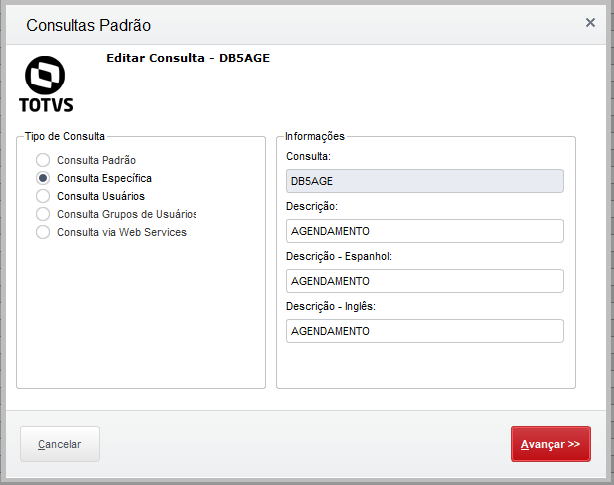 Consultas Padrão
Editar Consulta - DB5AGE
TOTVS
Tipo de Consulta
Consulta Padrão
Consulta Específica
Consulta Usuários
Consulta Grupos de Usuários
Consulta via Web Services
Informações
Consulta:
DB5AGE
Descrição:
AGENDAMENTO
Descrição - Espanhol:
AGENDAMENTO
Descrição - Inglês:
AGENDAMENTO
Cancelar
Avançar >>